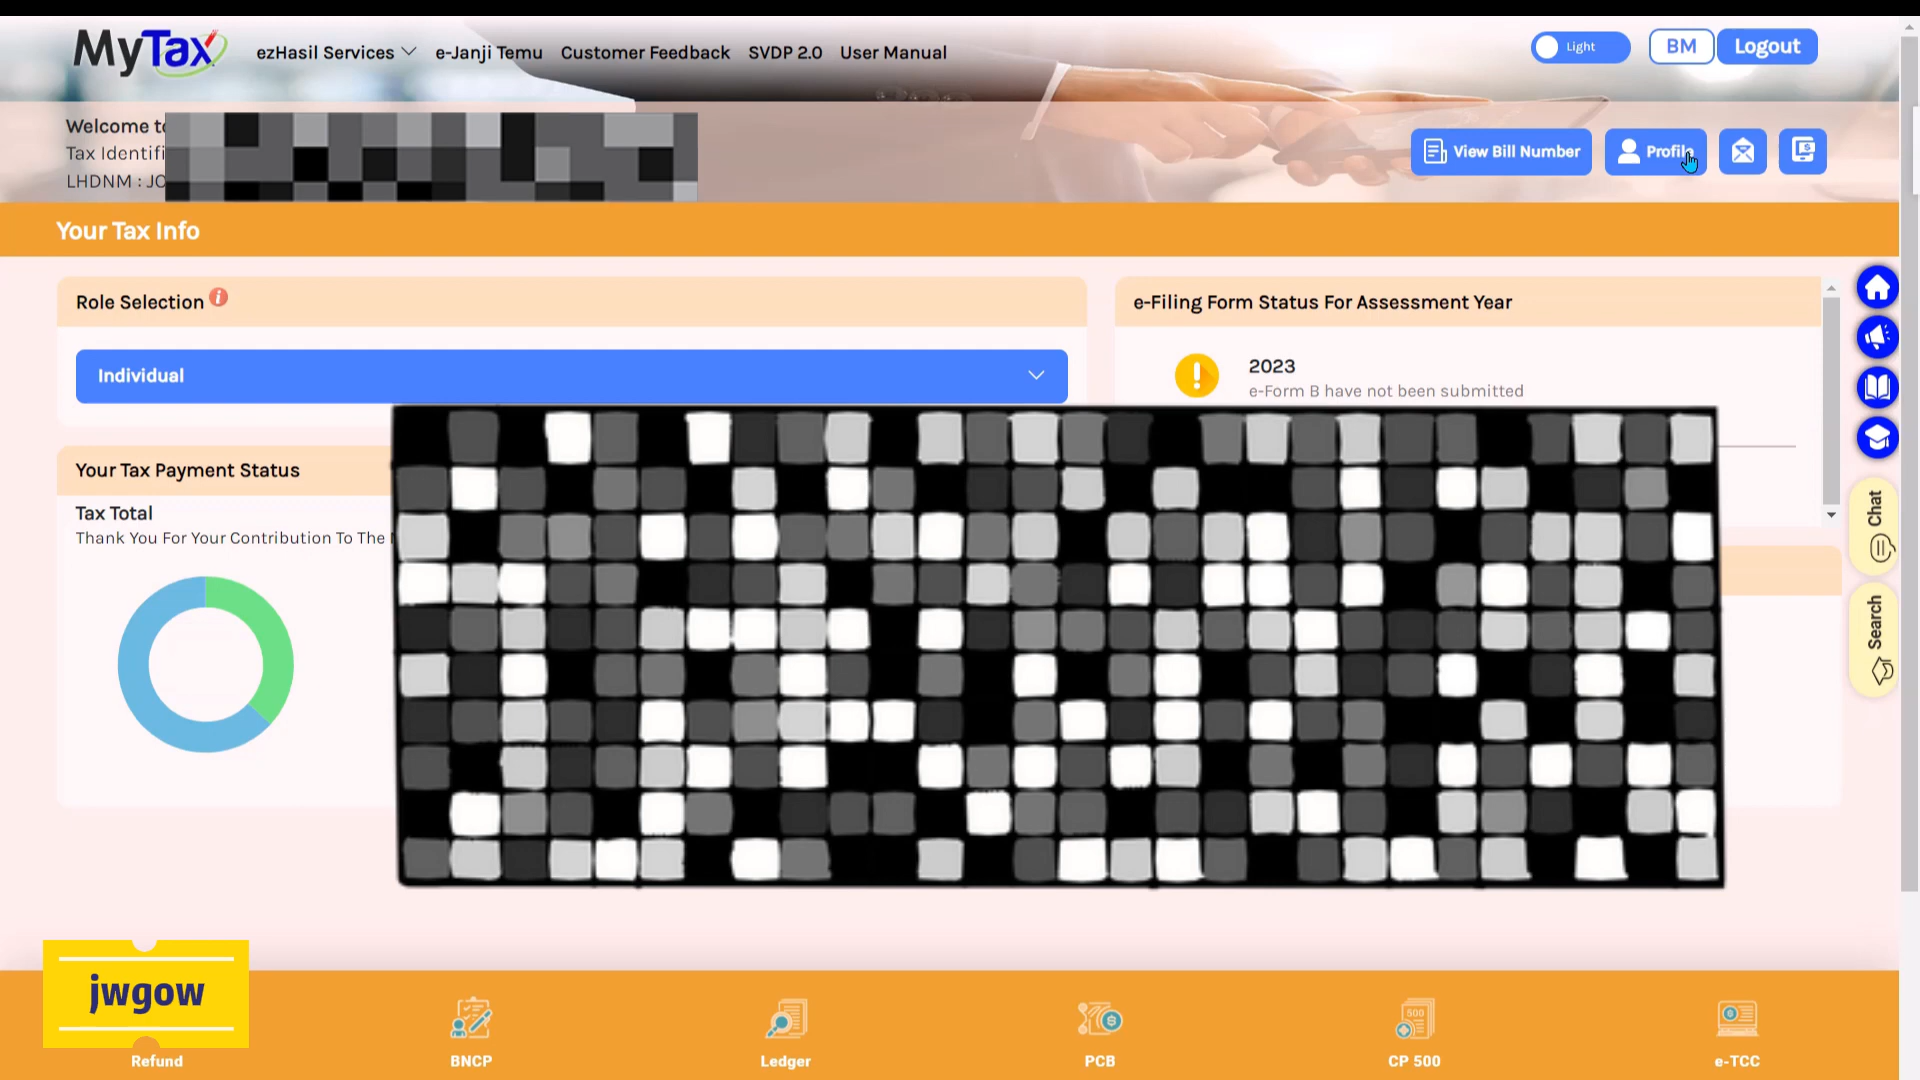 MyTax
ezHasil Services e-Janji Temu Customer Feedback SVDP 2.0 User Manual
Light
BM
Logout
Welcome
Tax
LHDNM :
View Bill Number
Profile
Your Tax Info
Role Selection
e-Filing Form Status For Assessment Year
Individual
2023
e-Form B have not been submitted
Your Tax Payment Status
Tax Total
Thank You For Your Contribution To The
Chat
Search
500
jwgow
Refund
BNCP
Ledger
PCB
CP 500
e-TCC